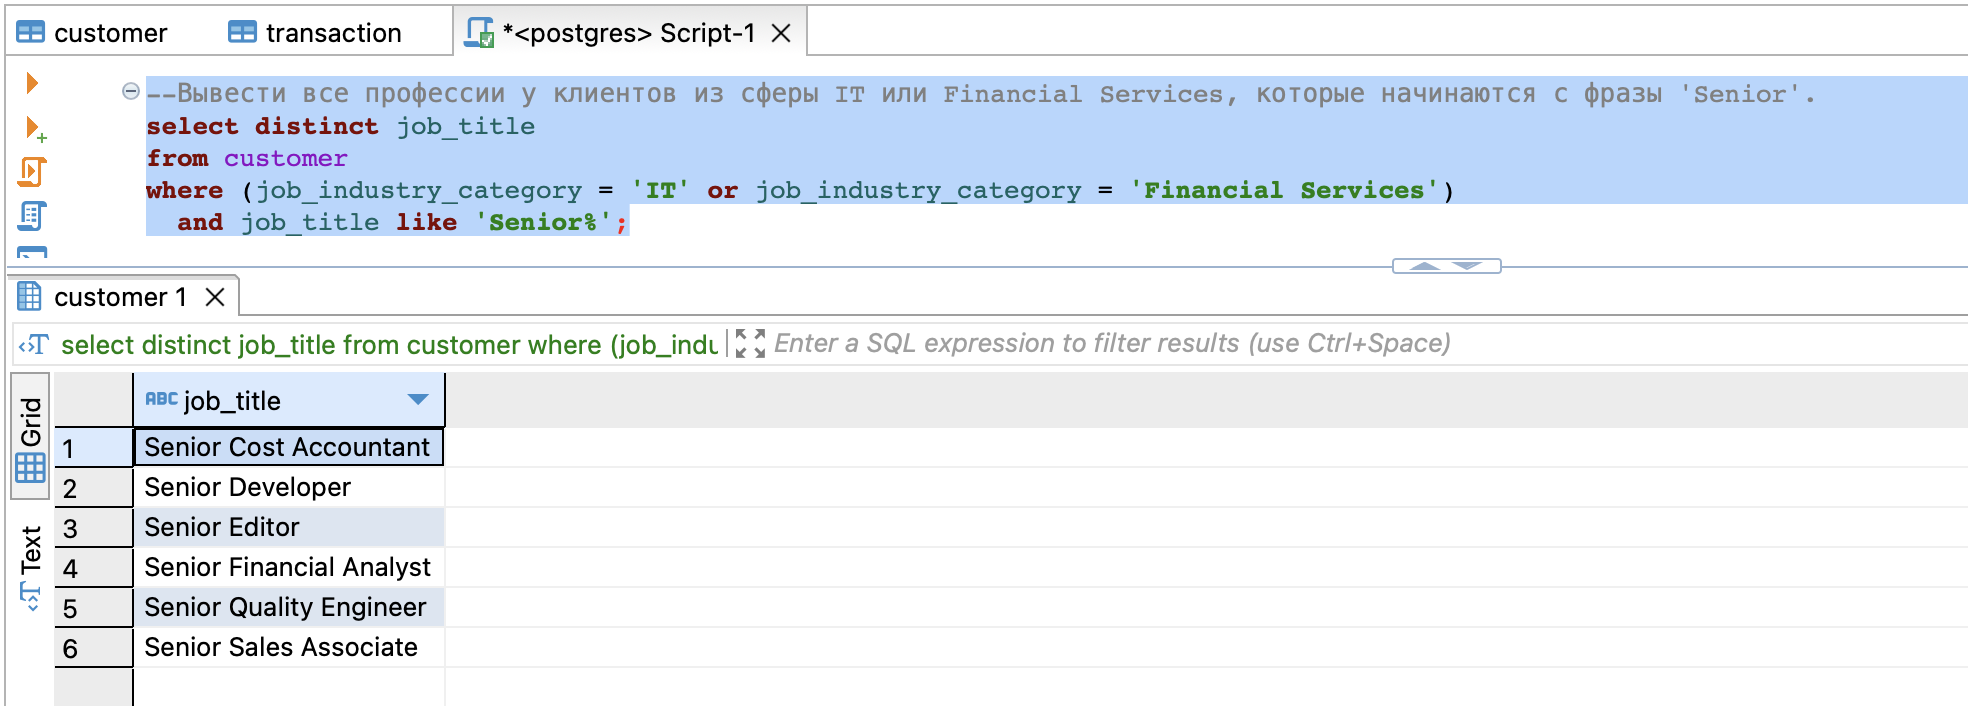 customer transaction *<postgres> Script-1
--Вывести все профессии у клиентов из сферы IT или Financial Services, которые начинаются с фразы 'Senior'.
select distinct job_title
from customer
where (job_industry_category = 'IT' or job_industry_category = 'Financial Services')
and job_title like 'Senior%';
customer 1
select distinct job_title from customer where (job_indu Enter a SQL expression to filter results (use Ctrl+Space)
Grid
Text
ABC job_title
1 Senior Cost Accountant
2 Senior Developer
3 Senior Editor
4 Senior Financial Analyst
5 Senior Quality Engineer
6 Senior Sales Associate